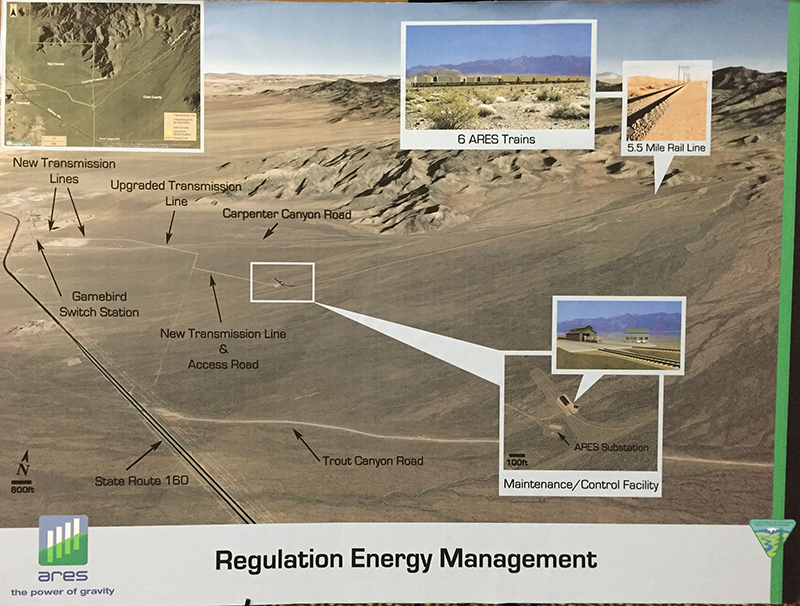 6 ARES Trains
5.5 Mile Rail Line
New Transmission
Lines
Upgraded Transmission
Line
Carpenter Canyon Road
Gamebird
Switch Station
New Transmission Line
&
Access Road
ARES Substation
100ft
Maintenance/Control Facility
Trout Canyon Road
State Route 160
N
800ft
ares
the power of gravity
Regulation Energy Management